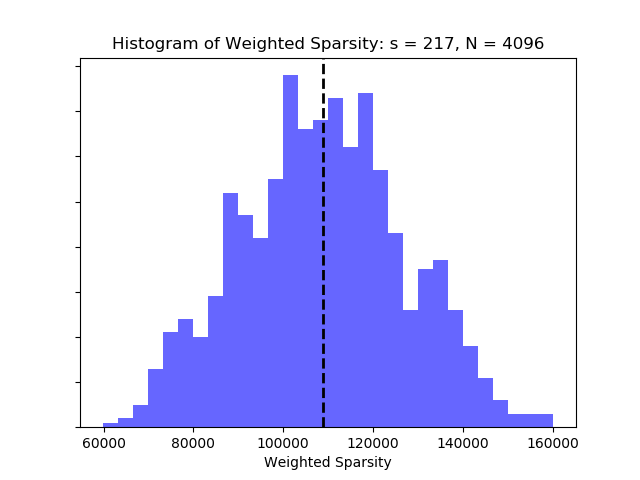 Histogram of Weighted Sparsity: s = 217, N = 4096
60000 80000 100000 120000 140000 160000
Weighted Sparsity